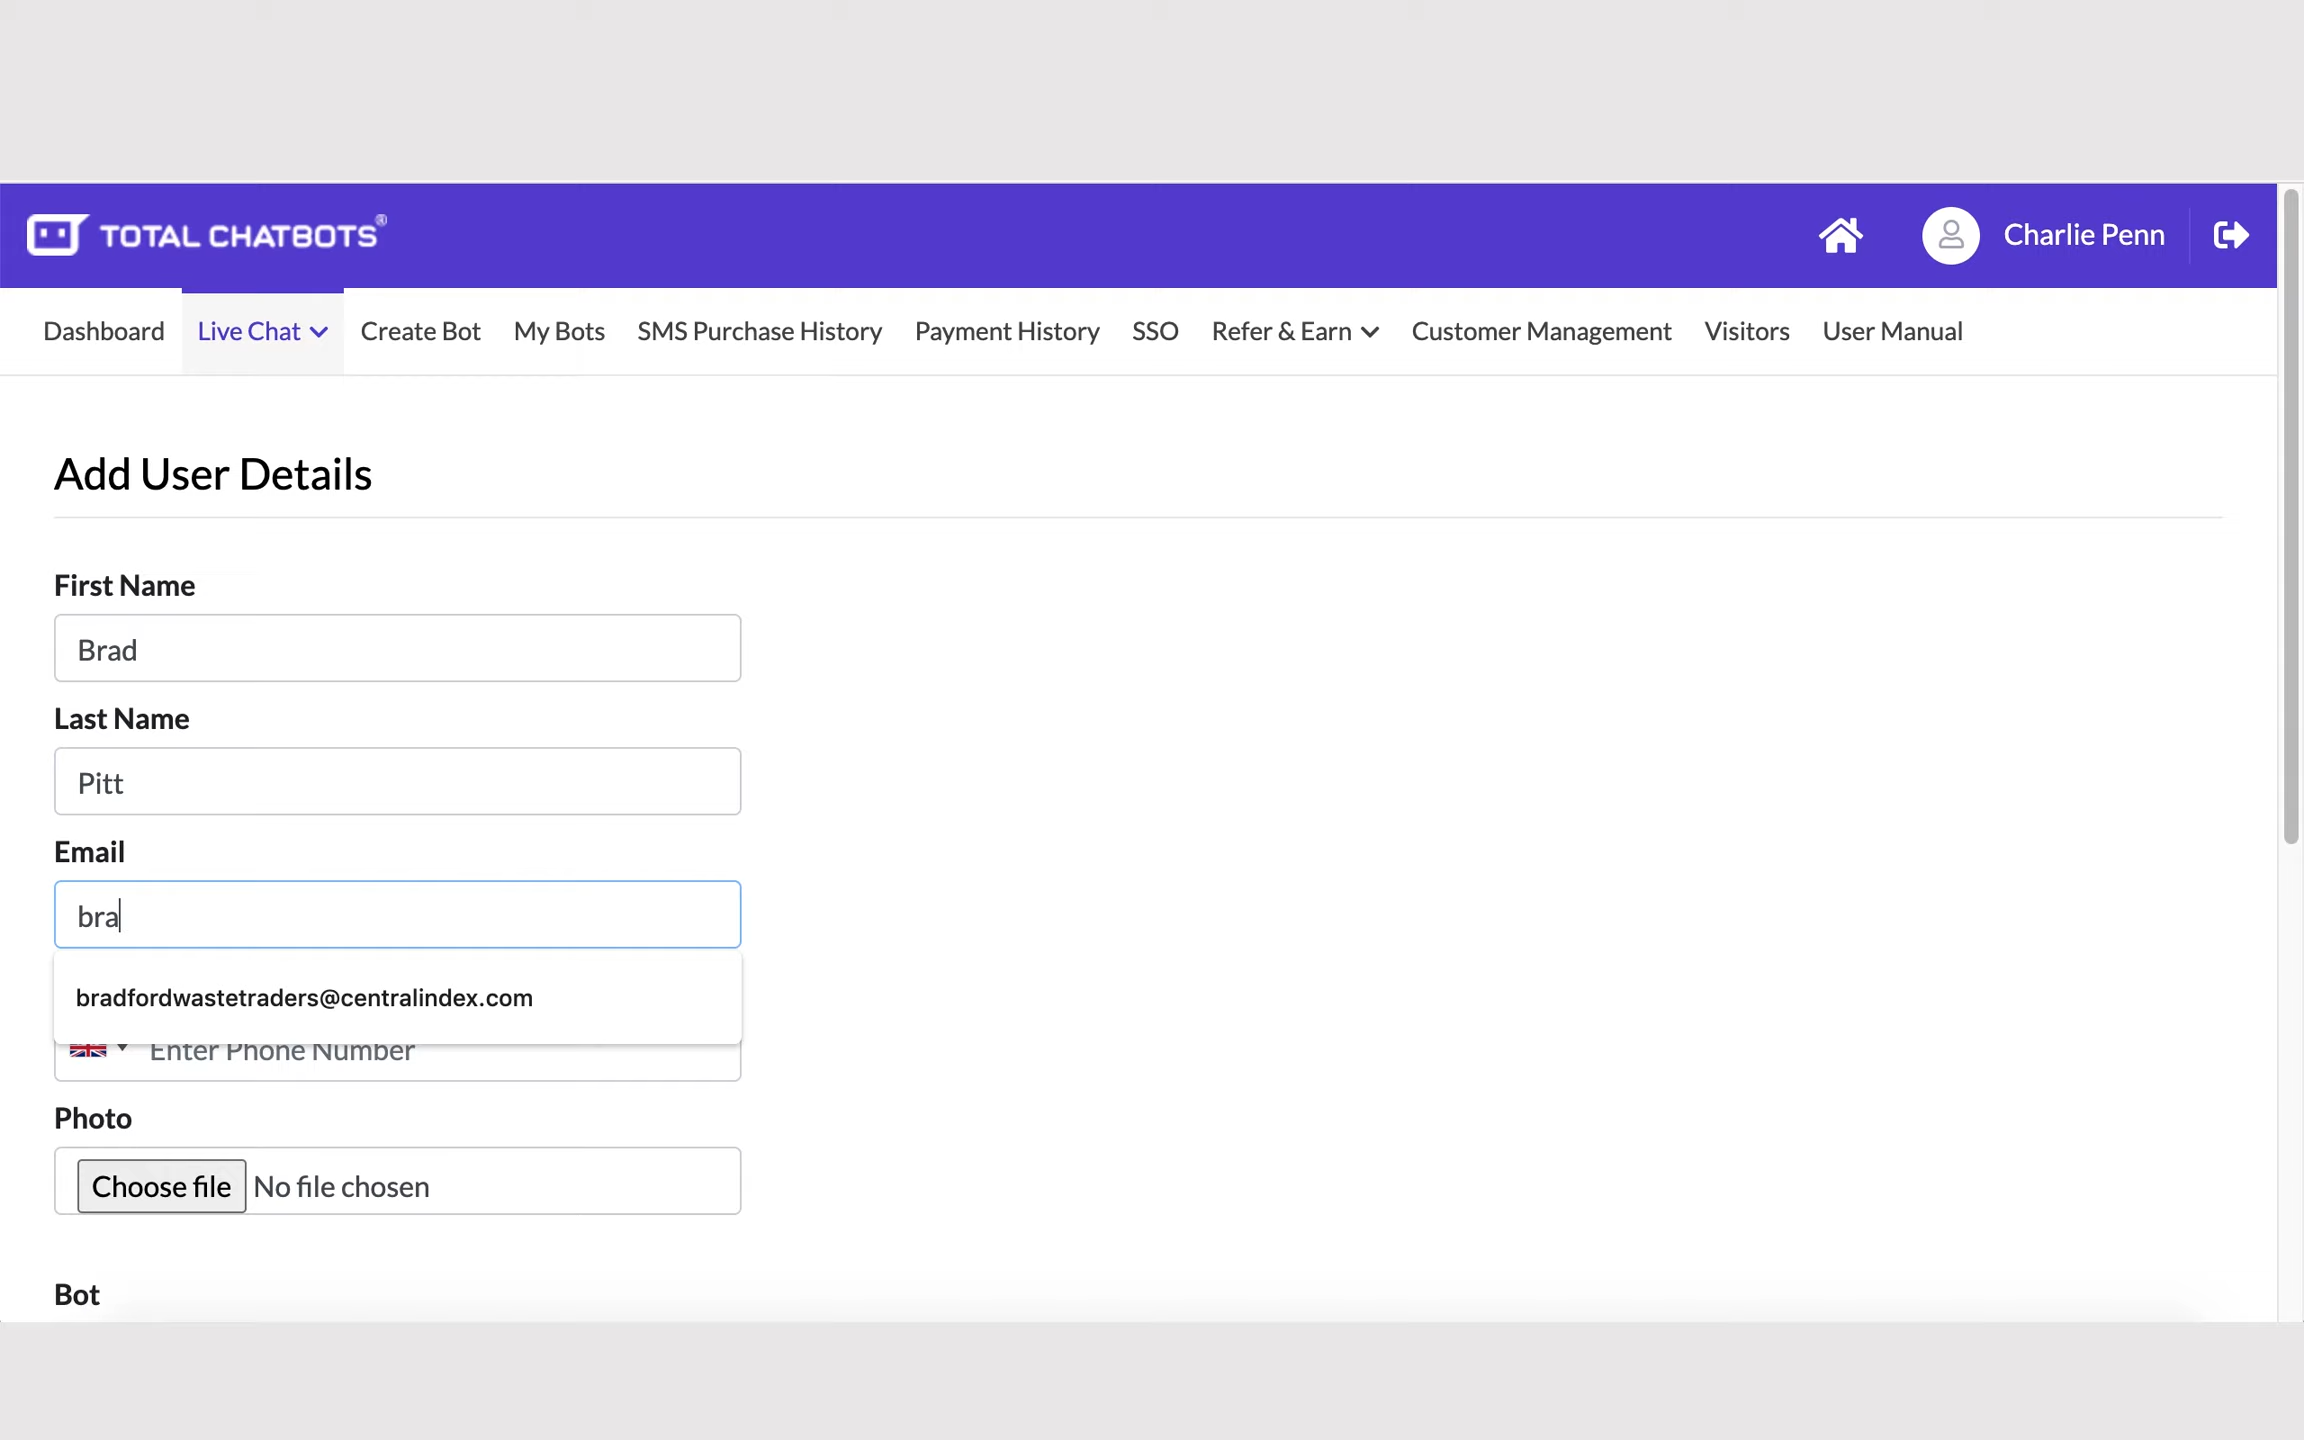 TOTAL CHATBOTS®
Charlie Penn
Dashboard Live Chat Create Bot My Bots SMS Purchase History Payment History SSO Refer & Earn Customer Management Visitors User Manual
Add User Details
First Name
Brad
Last Name
Pitt
Email
bra
bradfordwastetraders@centralindex.com
Enter Phone Number
Photo
Choose file No file chosen
Bot